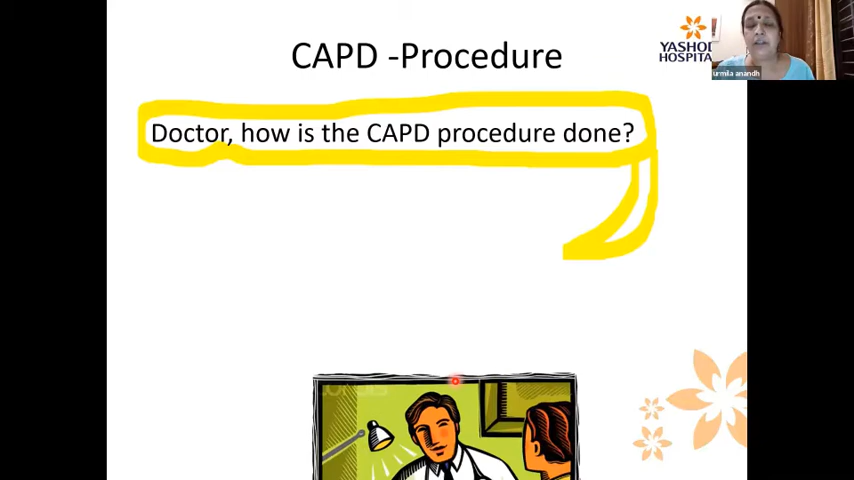 CAPD -Procedure
YASHOD
HOSPITA
urmila anandh
Doctor, how is the CAPD procedure done?